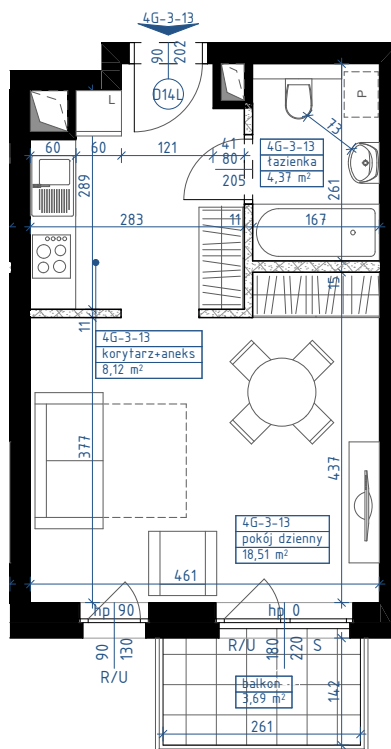 4G-3-13
90
202
D14L
L
P
60
60
121
41
80
205
73
4G-3-13
łazienka
4,37 m²
289
261
283
11
167
15
11
4G-3-13
korytarz+aneks
8,12 m²
377
437
4G-3-13
pokój dzienny
18,51 m²
461
hp 90
hp 0
90
130
R/U
R/U
180
220
S
balkon
3,69 m²
142
261